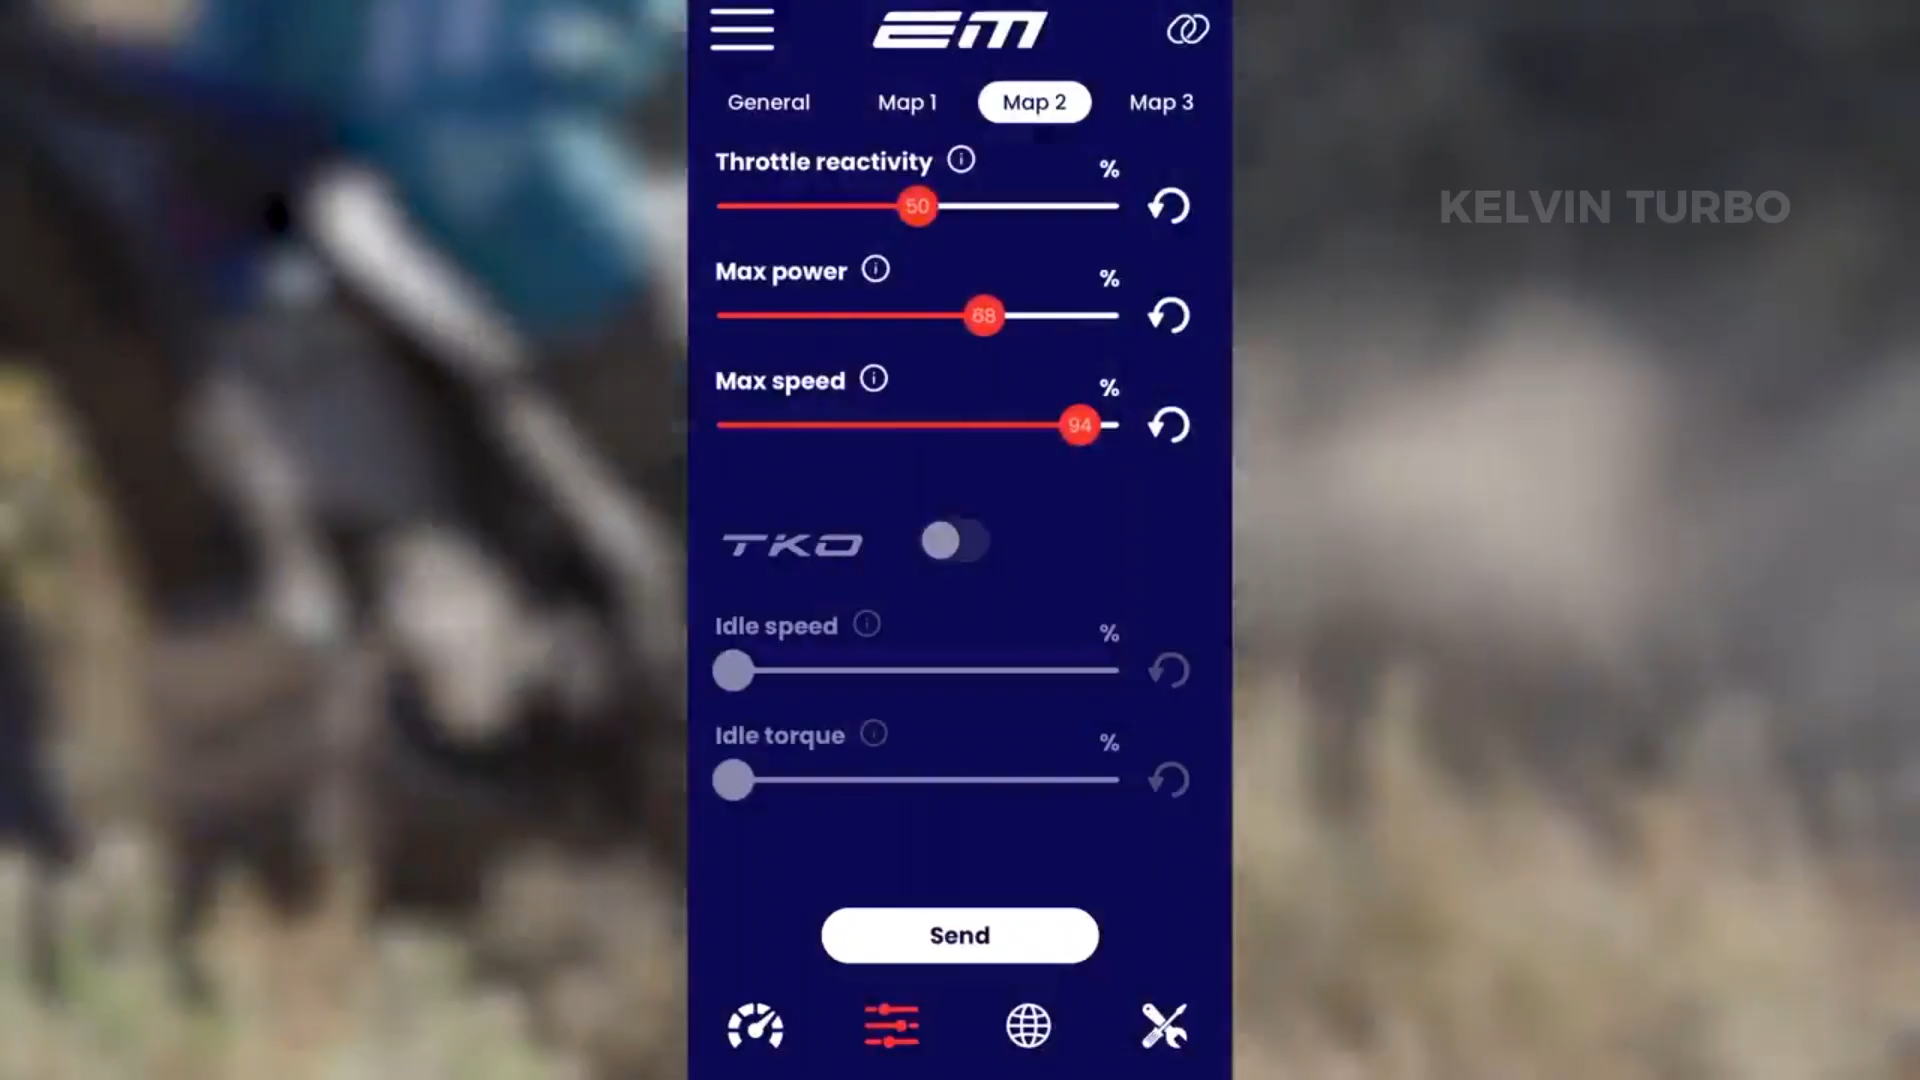 EM
General Map 1 Map 2 Map 3
Throttle reactivity %
50
KELVIN TURBO
Max power %
68
Max speed %
94
TKO
Idle speed %
Idle torque %
Send